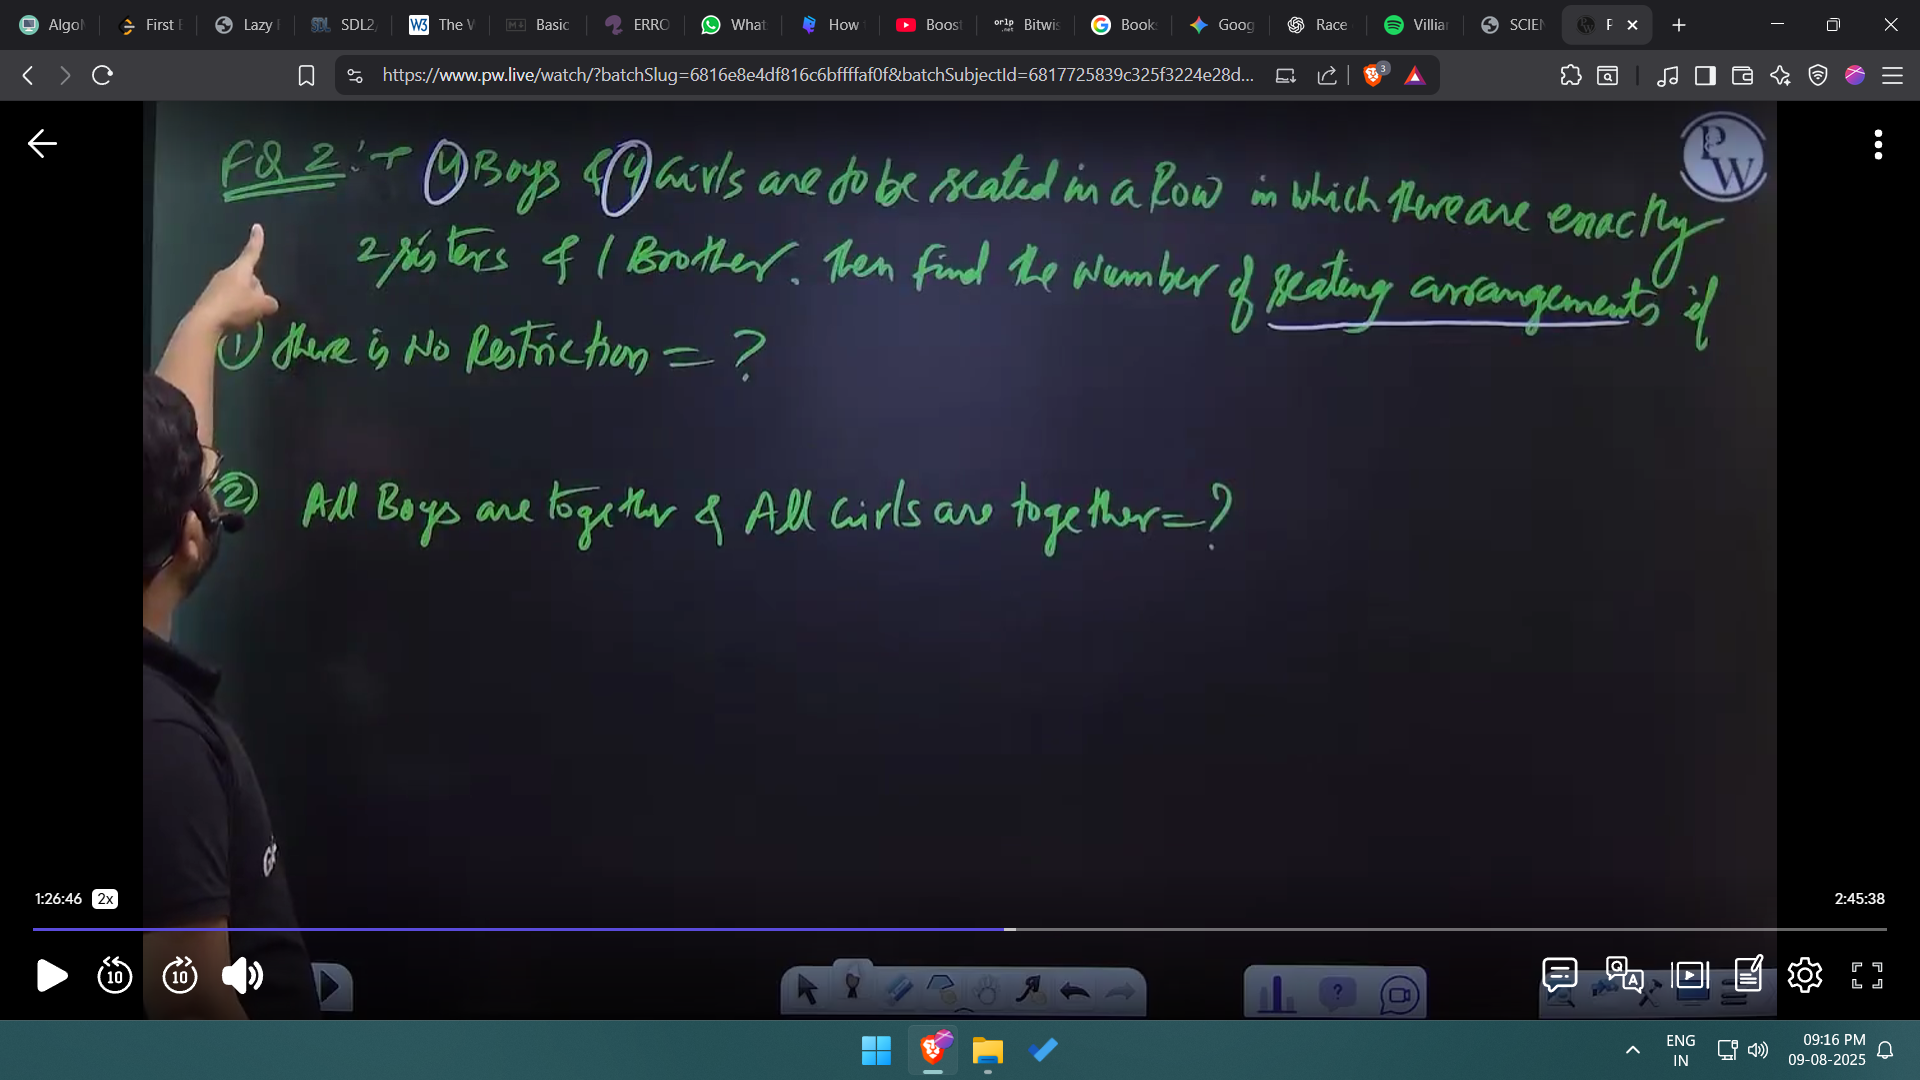 Algo
First E
Lazy
SDL2,
The V
Basic
ERRO
What
How
Boost
Bitwis
Book
Goog
Race
Villiar
SCIEN
F
https://www.pw.live/watch/?batchSlug=6816e8e4df816c6bffffaf0f&batchSubjectId=6817725839c325f3224e28d...
3
PW
FQ 2:→ 4 Boys & 4 Girls are to be seated in a Row in which there are exactly
2 sisters & 1 Brother. Then find the Number of seating arrangements if
① There is No Restriction = ?
② All Boys are together & All Girls are together = ?
1:26:46 2x
2:45:38
10
10
ENG
IN
09:16 PM
09-08-2025